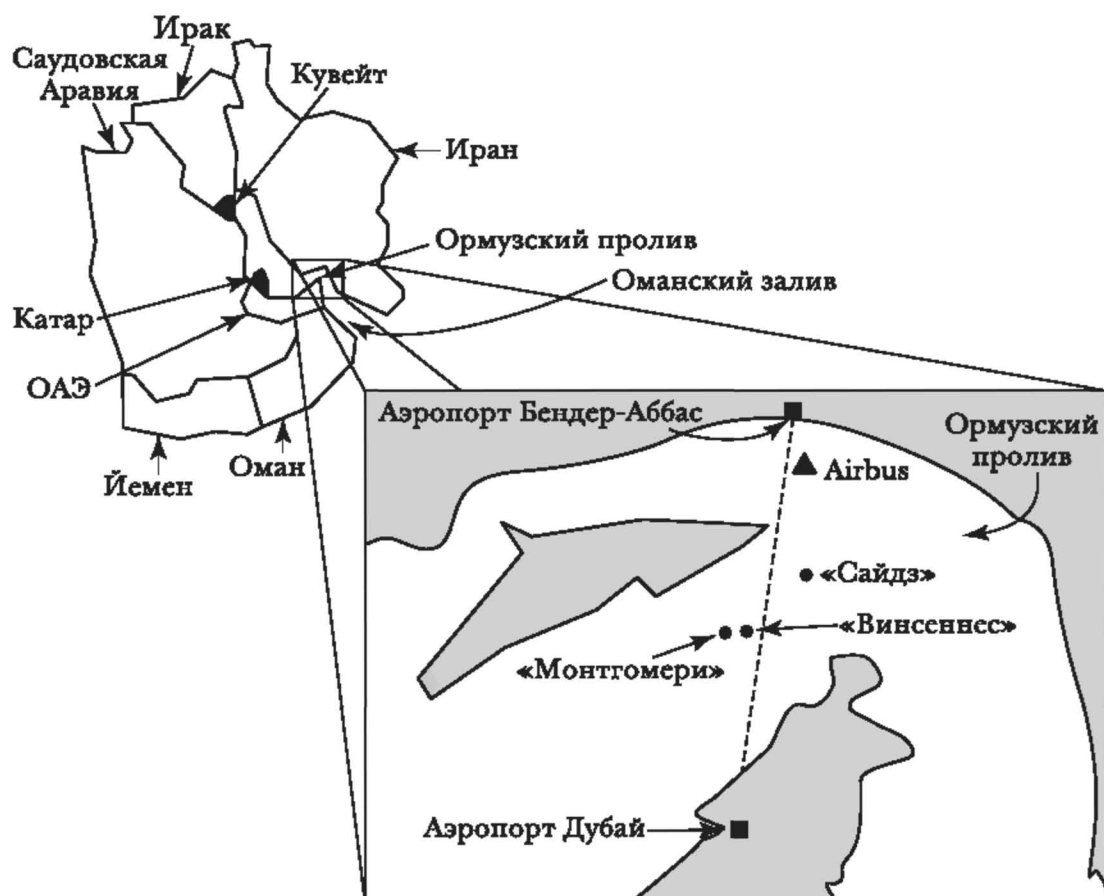 Ирак
Саудовская
Аравия
Кувейт
Иран
Ормузский пролив
Оманский залив
Катар
ОАЭ
Йемен
Оман
Аэропорт Бендер-Аббас
Ормузский
пролив
Airbus
«Сайдз»
«Винсеннес»
«Монтгомери»
Аэропорт Дубай